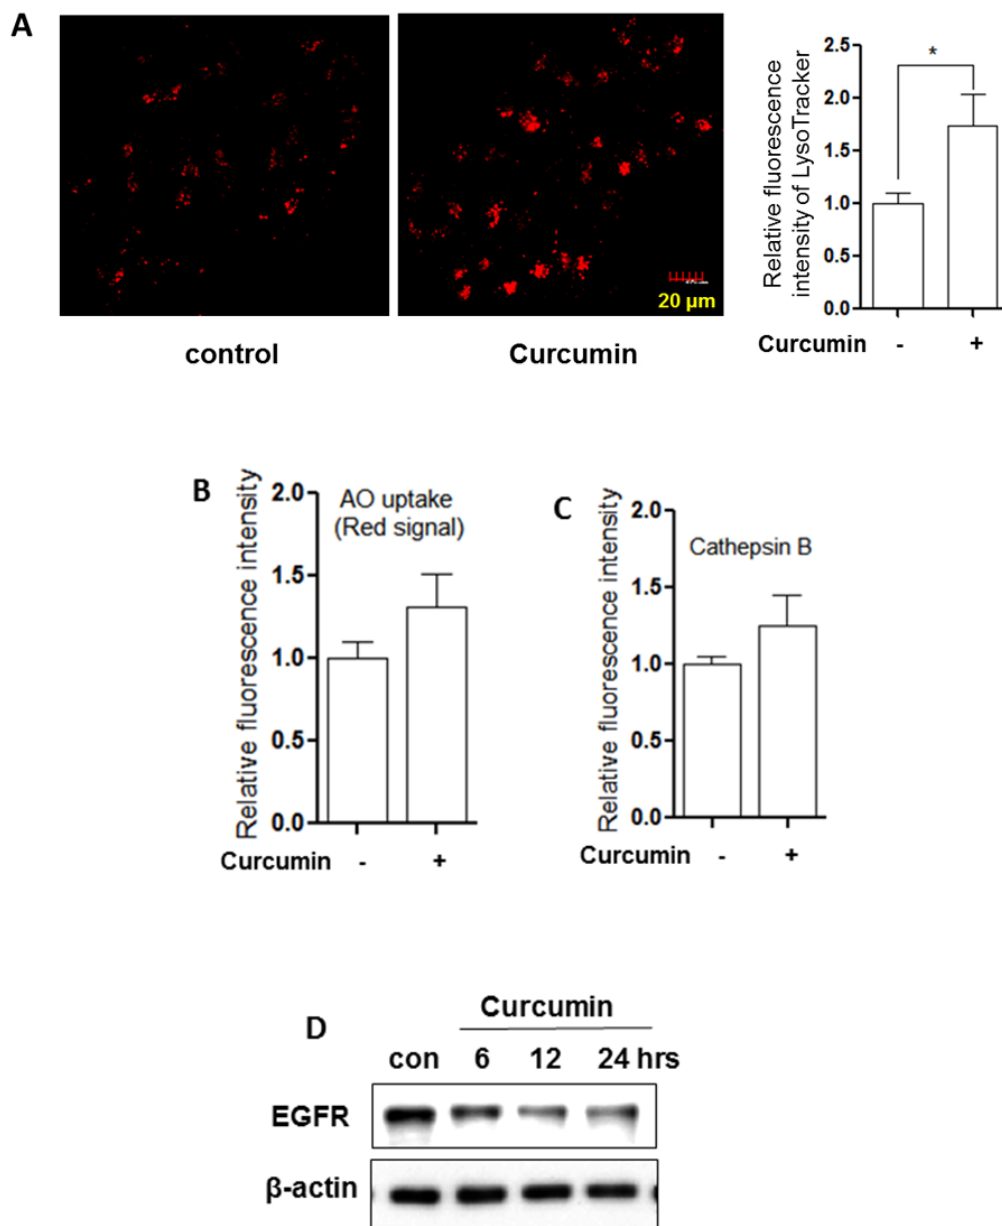 A
20 µm
control
Curcumin
Relative fluorescence
intensity of LysoTracker
2.5
2.0
1.5
1.0
0.5
0.0
*
Curcumin - +
B
Relative fluorescence intensity
AO uptake
(Red signal)
2.0
1.5
1.0
0.5
0.0
Curcumin - +
C
Relative fluorescence intensity
Cathepsin B
2.0
1.5
1.0
0.5
0.0
Curcumin - +
D
Curcumin
con 6 12 24 hrs
EGFR
β-actin